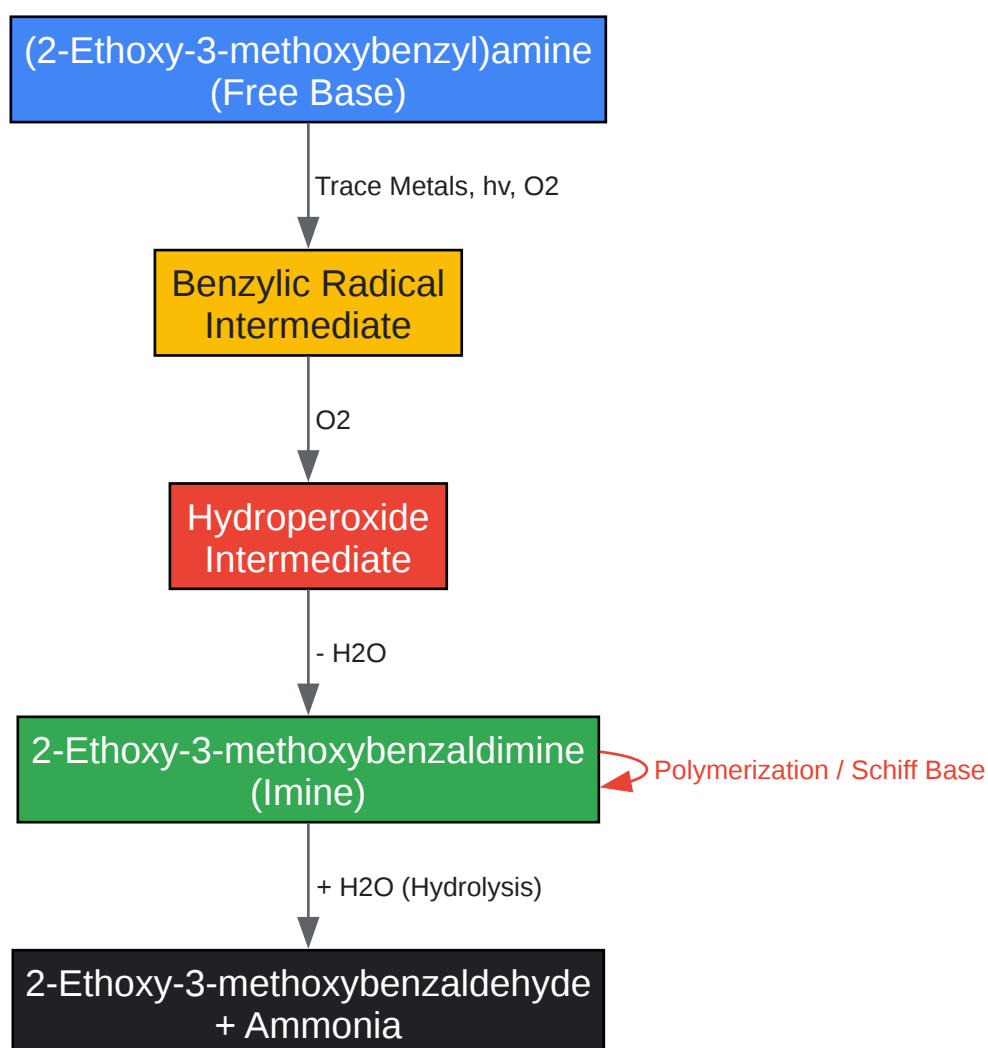 (2-Ethoxy-3-methoxybenzyl)amine
(Free Base)
Trace Metals, hv, O2
Benzylic Radical
Intermediate
O2
Hydroperoxide
Intermediate
- H2O
2-Ethoxy-3-methoxybenzaldimine
(Imine)
Polymerization / Schiff Base
+ H2O (Hydrolysis)
2-Ethoxy-3-methoxybenzaldehyde
+ Ammonia